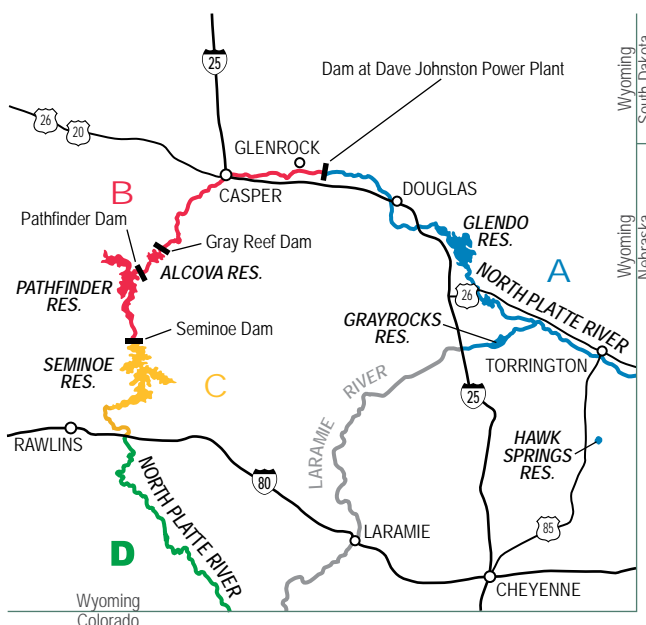 Wyoming
South Dakota
25
Dam at Dave Johnston Power Plant
26
20
GLENROCK
B
CASPER
DOUGLAS
Pathfinder Dam
GLENDO
RES.
Wyoming
Nebraska
Gray Reef Dam
A
ALCOVA RES.
PATHFINDER
RES.
26
NORTH PLATTE RIVER
GRAYROCKS
RES.
Seminoe Dam
SEMINOE
RES.
C
TORRINGTON
LARAMIE RIVER
25
RAWLINS
HAWK
SPRINGS
RES.
NORTH PLATTE RIVER
80
85
D
LARAMIE
CHEYENNE
Wyoming
Colorado